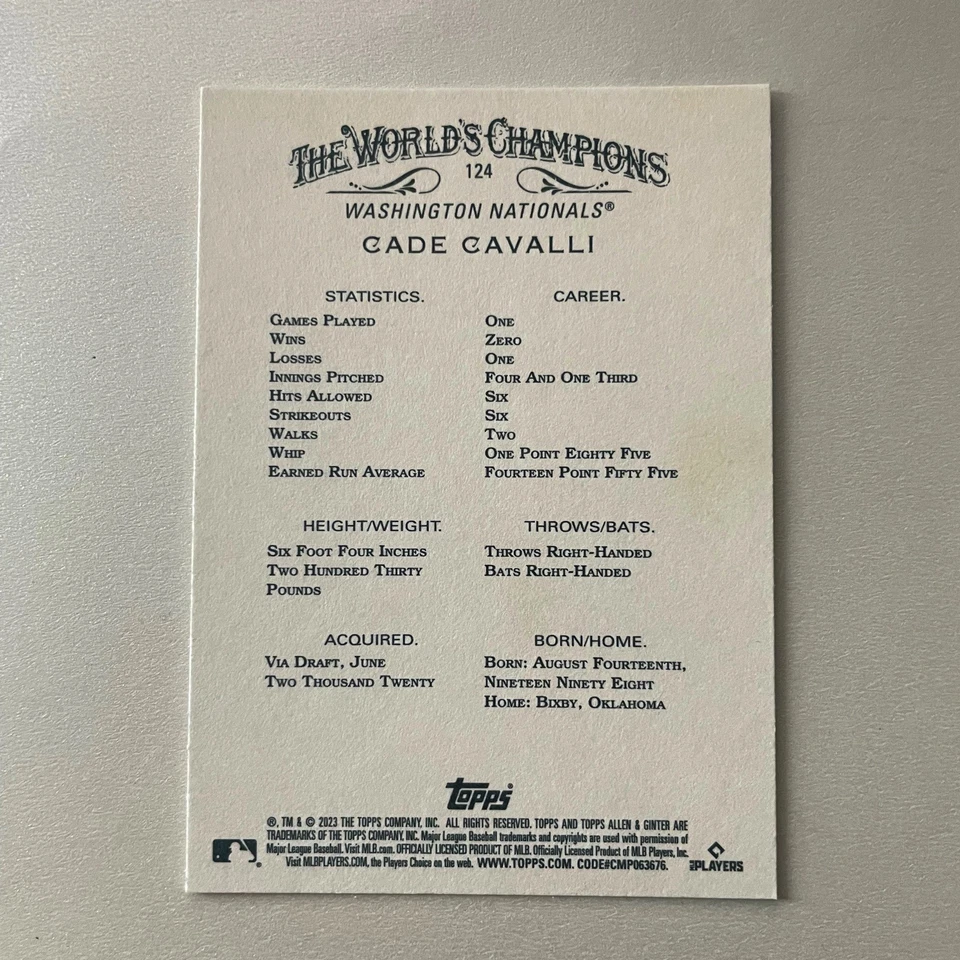 THE WORLD'S CHAMPIONS
124
WASHINGTON NATIONALS®
CADE CAVALLI
STATISTICS. CAREER.
GAMES PLAYED ONE
WINS ZERO
LOSSES ONE
INNINGS PITCHED FOUR AND ONE THIRD
HITS ALLOWED SIX
STRIKEOUTS SIX
WALKS TWO
WHIP ONE POINT EIGHTY FIVE
EARNED RUN AVERAGE FOURTEEN POINT FIFTY FIVE
HEIGHT/WEIGHT. THROWS/BATS.
SIX FOOT FOUR INCHES THROWS RIGHT-HANDED
TWO HUNDRED THIRTY BATS RIGHT-HANDED
POUNDS
ACQUIRED. BORN/HOME.
VIA DRAFT, JUNE BORN: AUGUST FOURTEENTH,
TWO THOUSAND TWENTY NINETEEN NINETY EIGHT
HOME: BIXBY, OKLAHOMA
topps®
®, TM & © 2023 THE TOPPS COMPANY, INC. ALL RIGHTS RESERVED. TOPPS AND TOPPS ALLEN & GINTER ARE
TRADEMARKS OF THE TOPPS COMPANY, INC. Major League Baseball trademarks and copyrights are used with permission of
Major League Baseball. Visit MLB.com. OFFICIALLY LICENSED PRODUCT OF MLB. Officially Licensed Product of MLB Players, Inc.
Visit MLBPLAYERS.COM, the Players Choice on the web. WWW.TOPPS.COM. CODE#CMP063676.
MLB PLAYERS